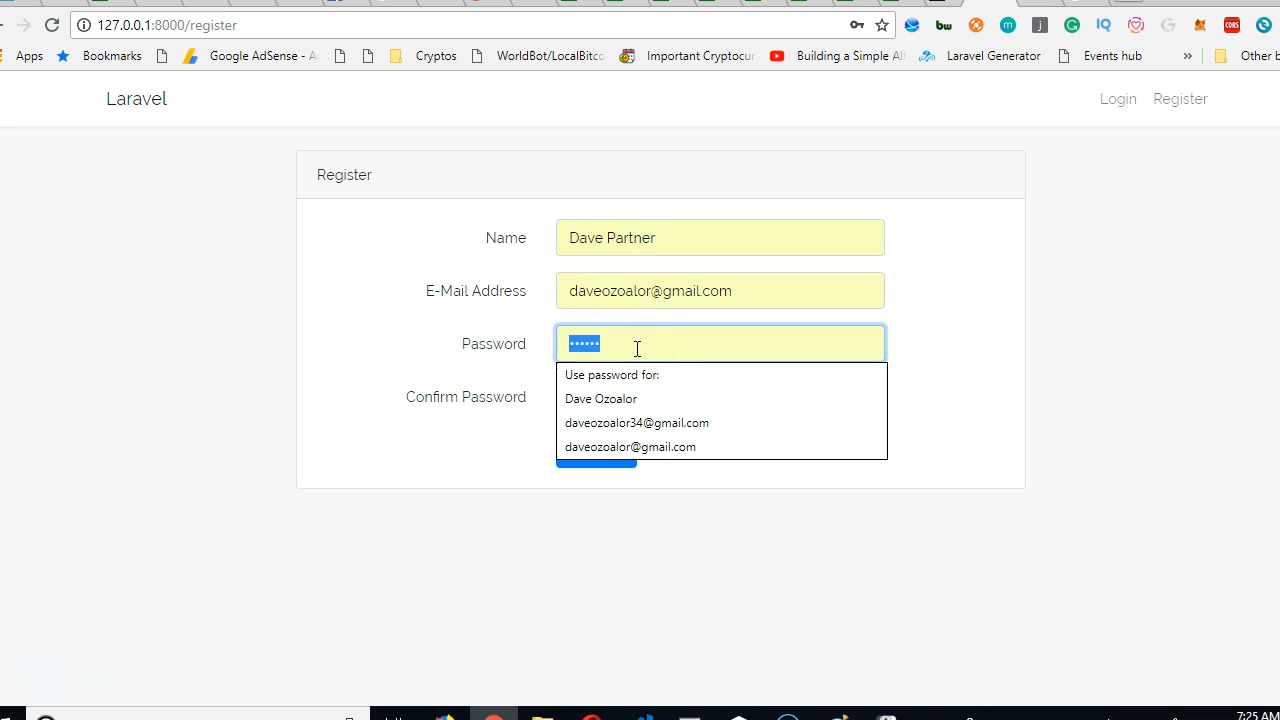 127.0.0.1:8000/register
Apps Bookmarks Google AdSense - Cryptos WorldBot/LocalBitco Important Cryptocur Building a Simple Laravel Generator Events hub » Other
Laravel Login Register
Register
Name Dave Partner
E-Mail Address daveozoalor@gmail.com
Password ••••••
Use password for:
Dave Ozoalor
Confirm Password
daveozoalor34@gmail.com
daveozoalor@gmail.com
7:25 AM